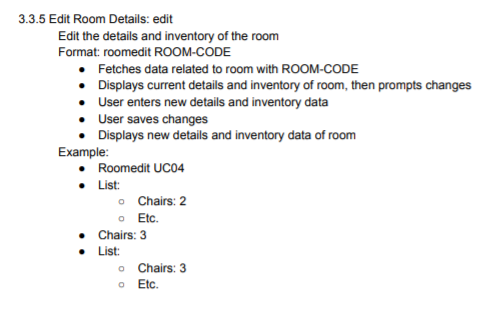 3.3.5 Edit Room Details: edit
Edit the details and inventory of the room
Format: roomedit ROOM-CODE
● Fetches data related to room with ROOM-CODE
● Displays current details and inventory of room, then prompts changes
● User enters new details and inventory data
● User saves changes
● Displays new details and inventory data of room
Example:
● Roomedit UC04
● List:
○ Chairs: 2
○ Etc.
● Chairs: 3
● List:
○ Chairs: 3
○ Etc.